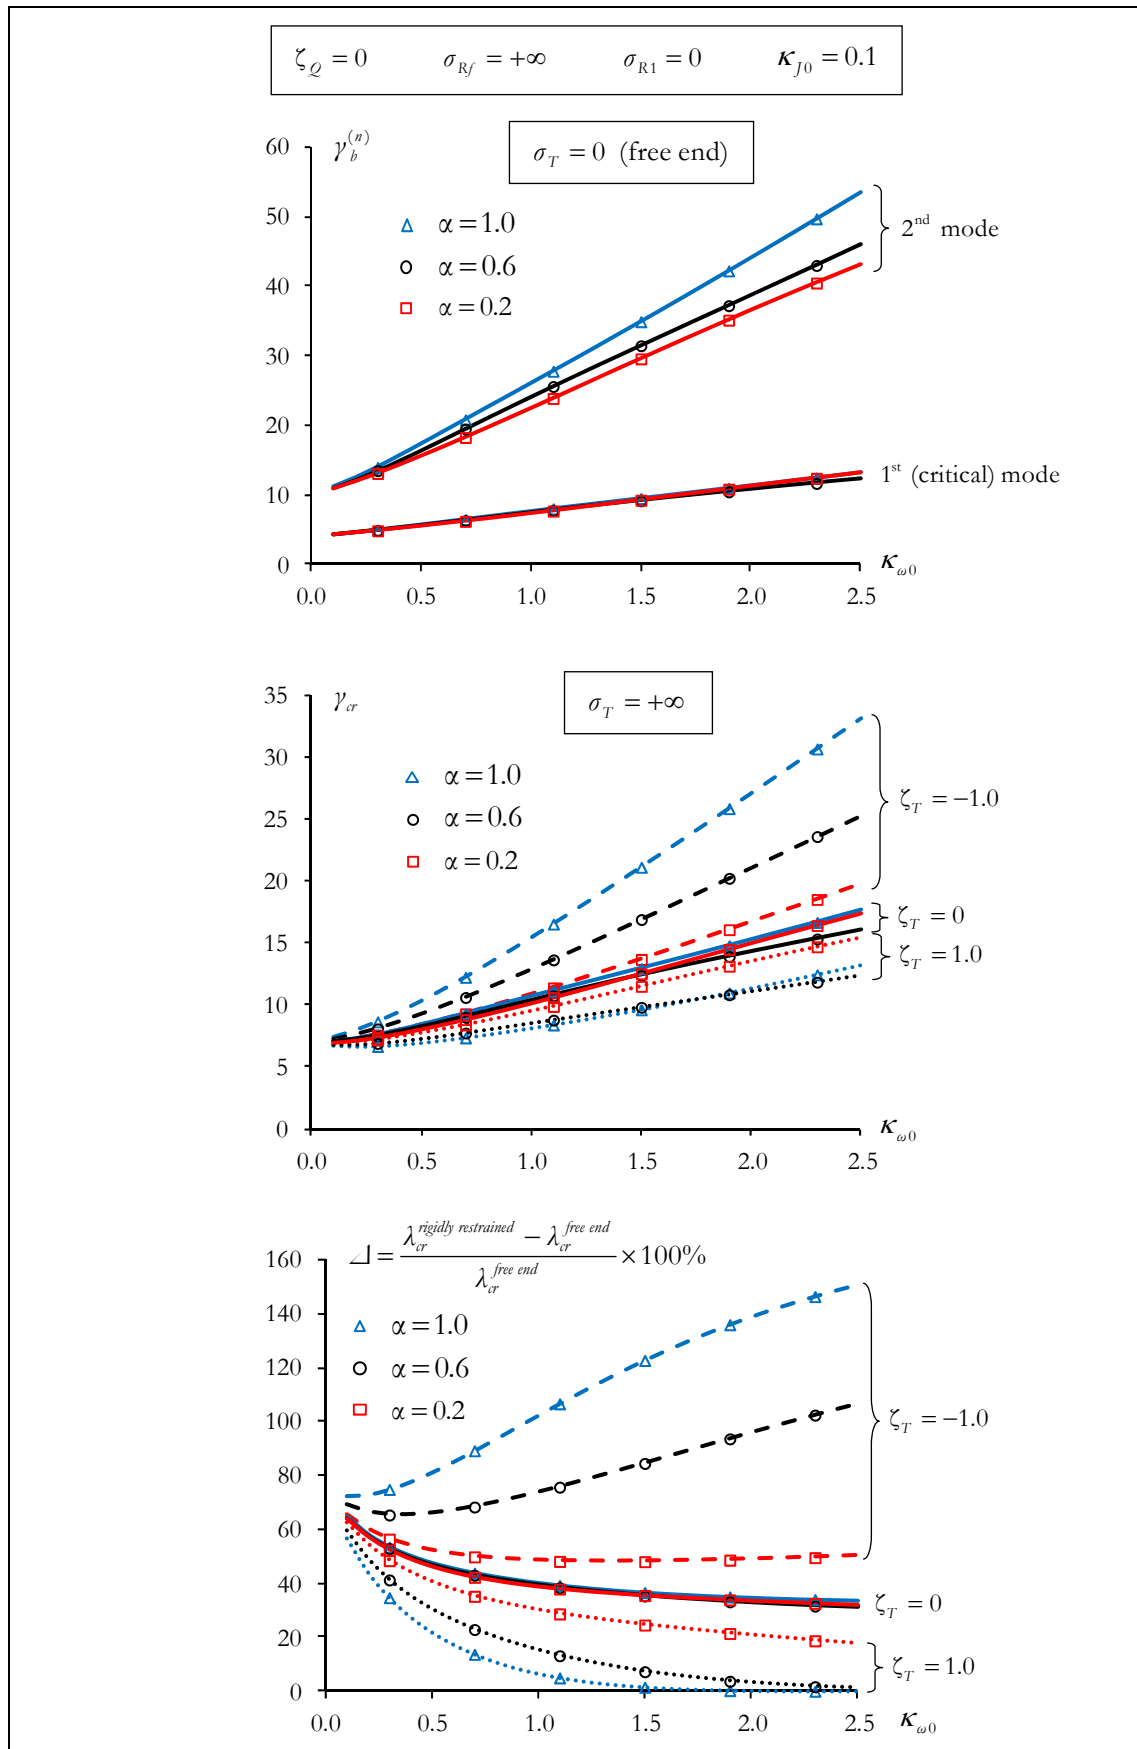 ζ_Q = 0 σ_Rf = +∞ σ_R1 = 0 κ_J0 = 0.1
γ_b^(n)
σ_T = 0 (free end)
60
50
40
30
20
10
0
α = 1.0
α = 0.6
α = 0.2
2nd mode
1st (critical) mode
κ_ω0
0.0 0.5 1.0 1.5 2.0 2.5
γ_cr
σ_T = +∞
35
30
25
20
15
10
5
0
α = 1.0
α = 0.6
α = 0.2
ζ_T = −1.0
ζ_T = 0
ζ_T = 1.0
κ_ω0
0.0 0.5 1.0 1.5 2.0 2.5
Δ = (λ_cr^rigidly restrained − λ_cr^free end) / λ_cr^free end × 100%
160
140
120
100
80
60
40
20
0
α = 1.0
α = 0.6
α = 0.2
ζ_T = −1.0
ζ_T = 0
ζ_T = 1.0
κ_ω0
0.0 0.5 1.0 1.5 2.0 2.5